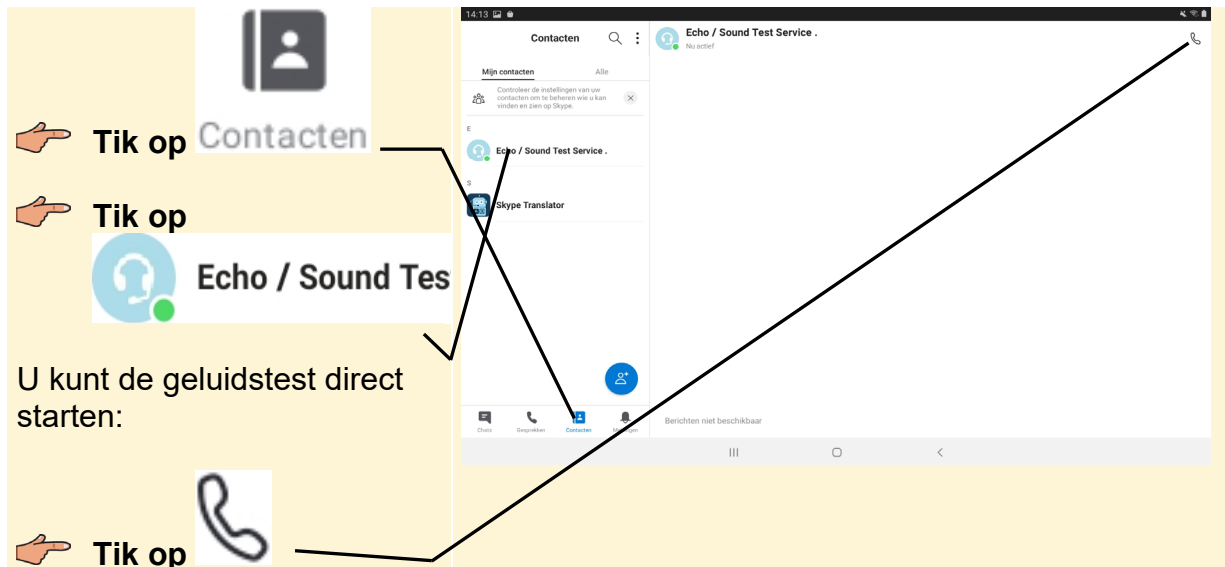 Contacten
Tik op
Tik op
Echo / Sound Tes
U kunt de geluidstest direct
starten:
Tik op
14:13
Contacten
Mijn contacten
Alle
Controleer de instellingen van uw
contacten om te beheren wie u kan
vinden en zien op Skype.
E
Echo / Sound Test Service .
S
Skype Translator
Chats
Gesprekken
Contacten
Meldingen
Echo / Sound Test Service .
Nu actief
Berichten niet beschikbaar